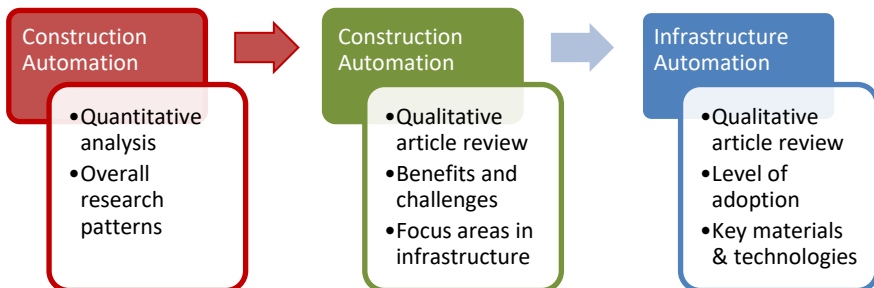 Construction
Automation
•Quantitative
analysis
•Overall
research
patterns
Construction
Automation
•Qualitative
article review
•Benefits and
challenges
•Focus areas in
infrastructure
Infrastructure
Automation
•Qualitative
article review
•Level of
adoption
•Key materials
& technologies